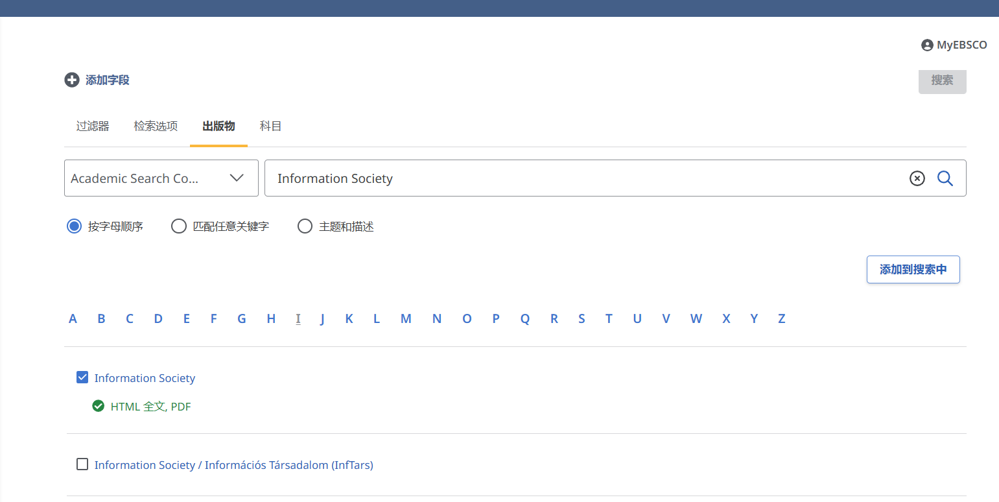 MyEBSCO
添加字段
搜索
过滤器 检索选项 出版物 科目
Academic Search Co... Information Society
按字母顺序 匹配任意关键字 主题和描述
添加到搜索中
A B C D E F G H I J K L M N O P Q R S T U V W X Y Z
Information Society
HTML 全文, PDF
Information Society / Információs Társadalom (InfTars)